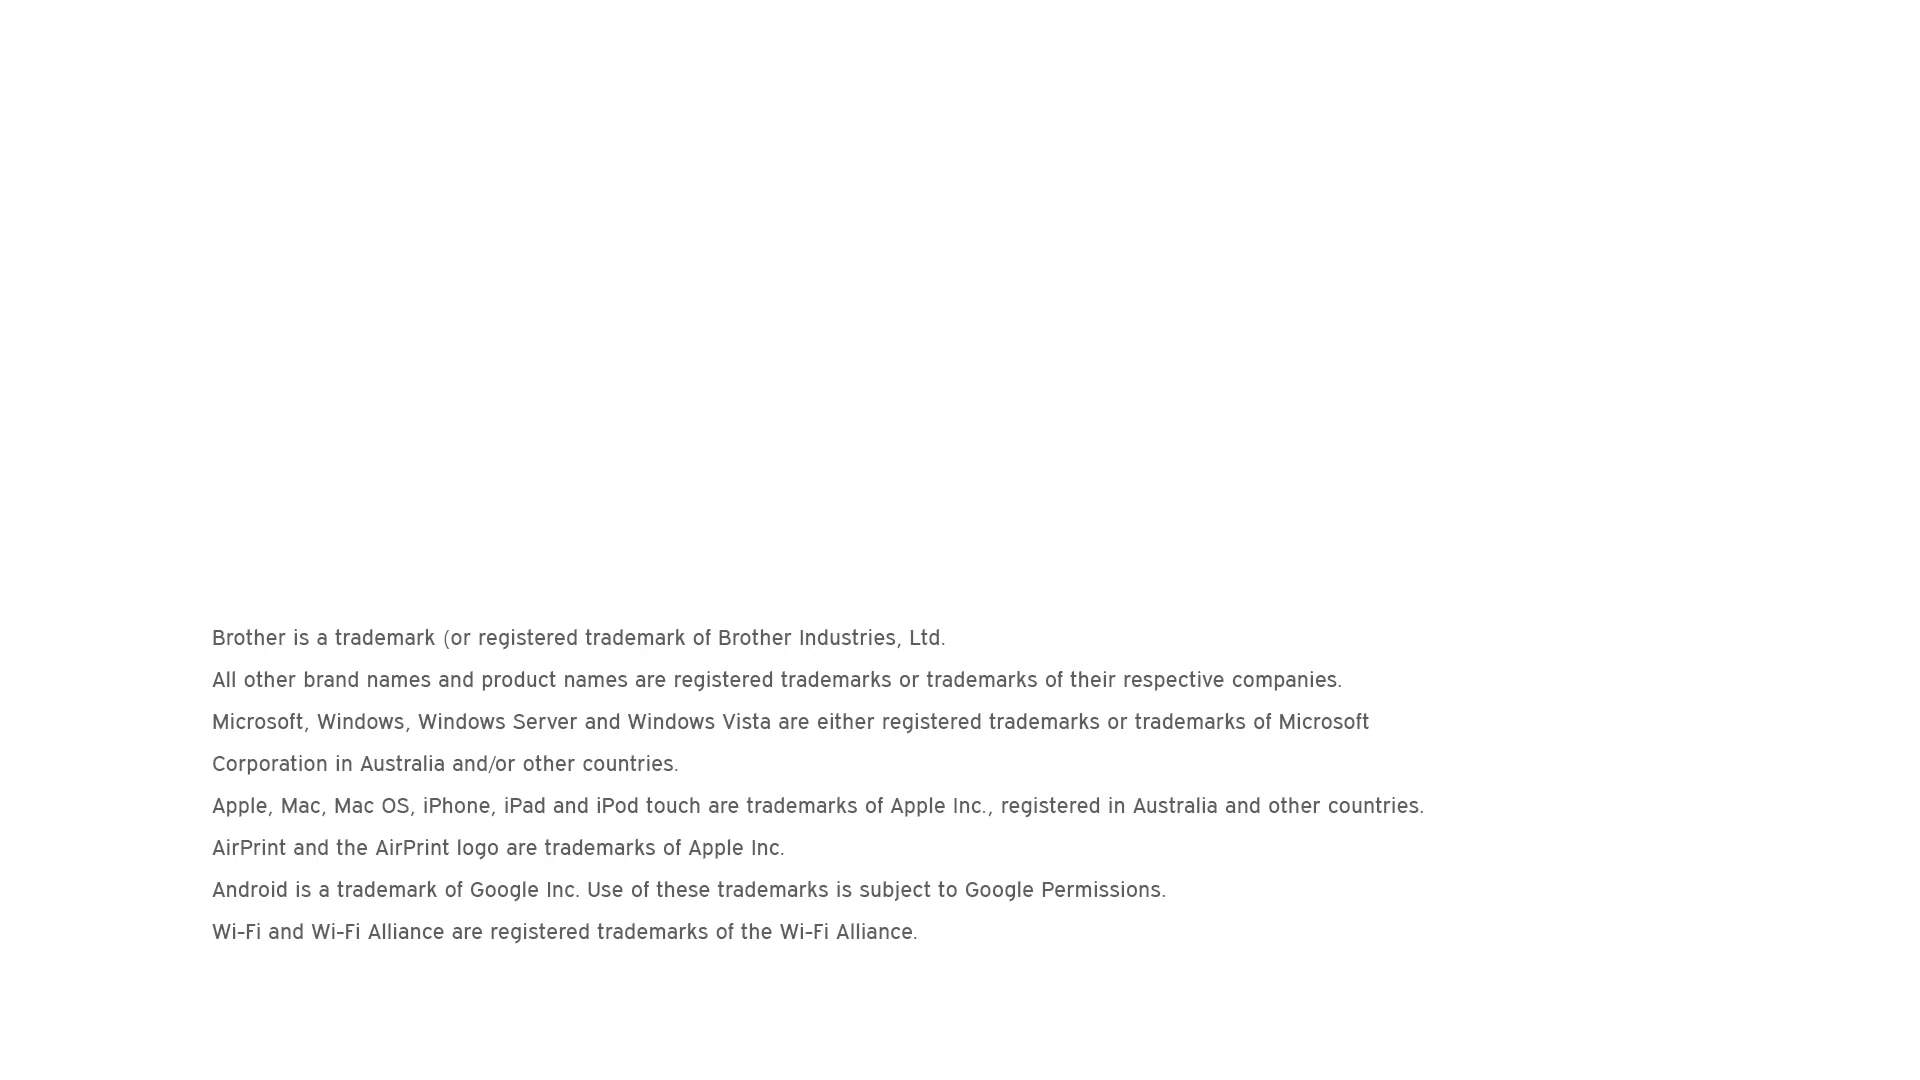 Brother is a trademark (or registered trademark of Brother Industries, Ltd.
All other brand names and product names are registered trademarks or trademarks of their respective companies.
Microsoft, Windows, Windows Server and Windows Vista are either registered trademarks or trademarks of Microsoft
Corporation in Australia and/or other countries.
Apple, Mac, Mac OS, iPhone, iPad and iPod touch are trademarks of Apple Inc., registered in Australia and other countries.
AirPrint and the AirPrint logo are trademarks of Apple Inc.
Android is a trademark of Google Inc. Use of these trademarks is subject to Google Permissions.
Wi-Fi and Wi-Fi Alliance are registered trademarks of the Wi-Fi Alliance.